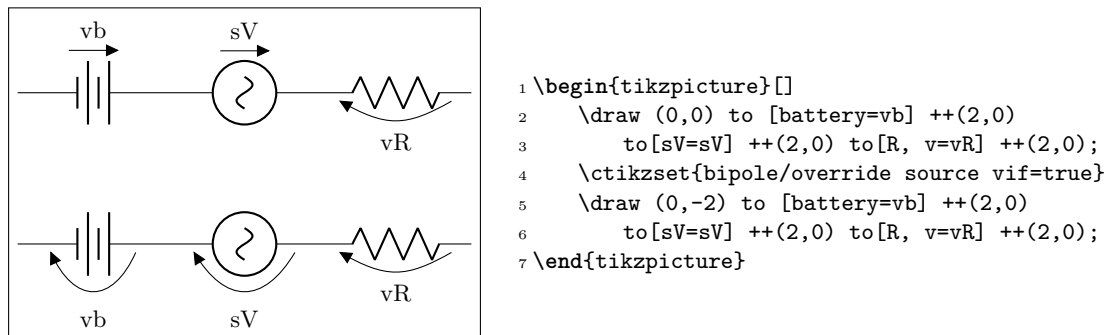 vb sV
vR
vb sV vR
1 \begin{tikzpicture}[]
2 \draw (0,0) to [battery=vb] ++(2,0)
3 to[sV=sV] ++(2,0) to[R, v=vR] ++(2,0);
4 \ctikzset{bipole/override source vif=true}
5 \draw (0,-2) to [battery=vb] ++(2,0)
6 to[sV=sV] ++(2,0) to[R, v=vR] ++(2,0);
7 \end{tikzpicture}